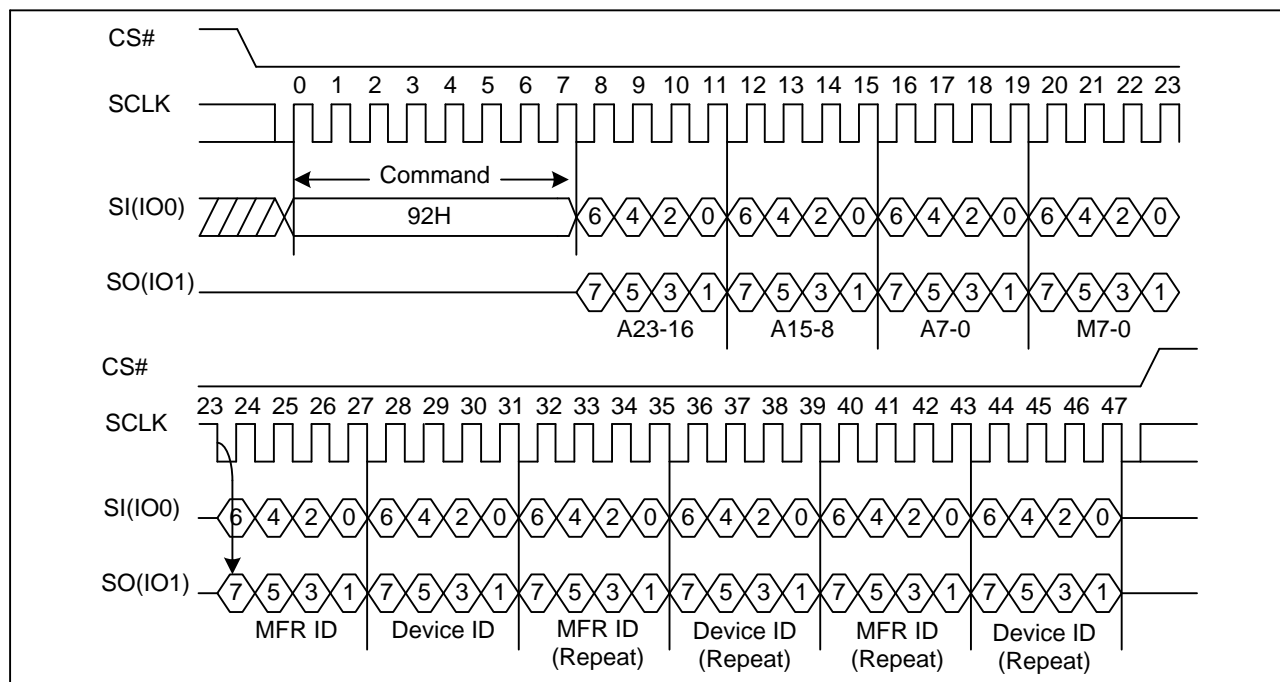 CS#
0 1 2 3 4 5 6 7 8 9 10 11 12 13 14 15 16 17 18 19 20 21 22 23
SCLK
Command
SI(IO0) 92H 6 4 2 0 6 4 2 0 6 4 2 0 6 4 2 0
SO(IO1) 7 5 3 1 7 5 3 1 7 5 3 1 7 5 3 1
A23-16 A15-8 A7-0 M7-0
CS#
23 24 25 26 27 28 29 30 31 32 33 34 35 36 37 38 39 40 41 42 43 44 45 46 47
SCLK
SI(IO0) 6 4 2 0 6 4 2 0 6 4 2 0 6 4 2 0 6 4 2 0 6 4 2 0
SO(IO1) 7 5 3 1 7 5 3 1 7 5 3 1 7 5 3 1 7 5 3 1 7 5 3 1
MFR ID Device ID MFR ID Device ID MFR ID Device ID
(Repeat) (Repeat) (Repeat) (Repeat)